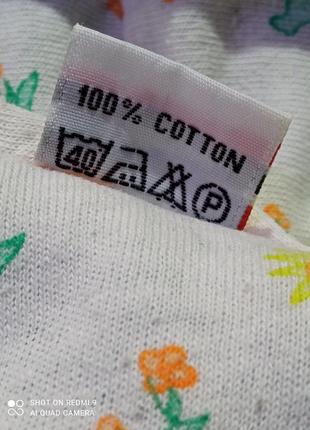 100% COTTON
40 P
SHOT ON REDMI 9
AI QUAD CAMERA